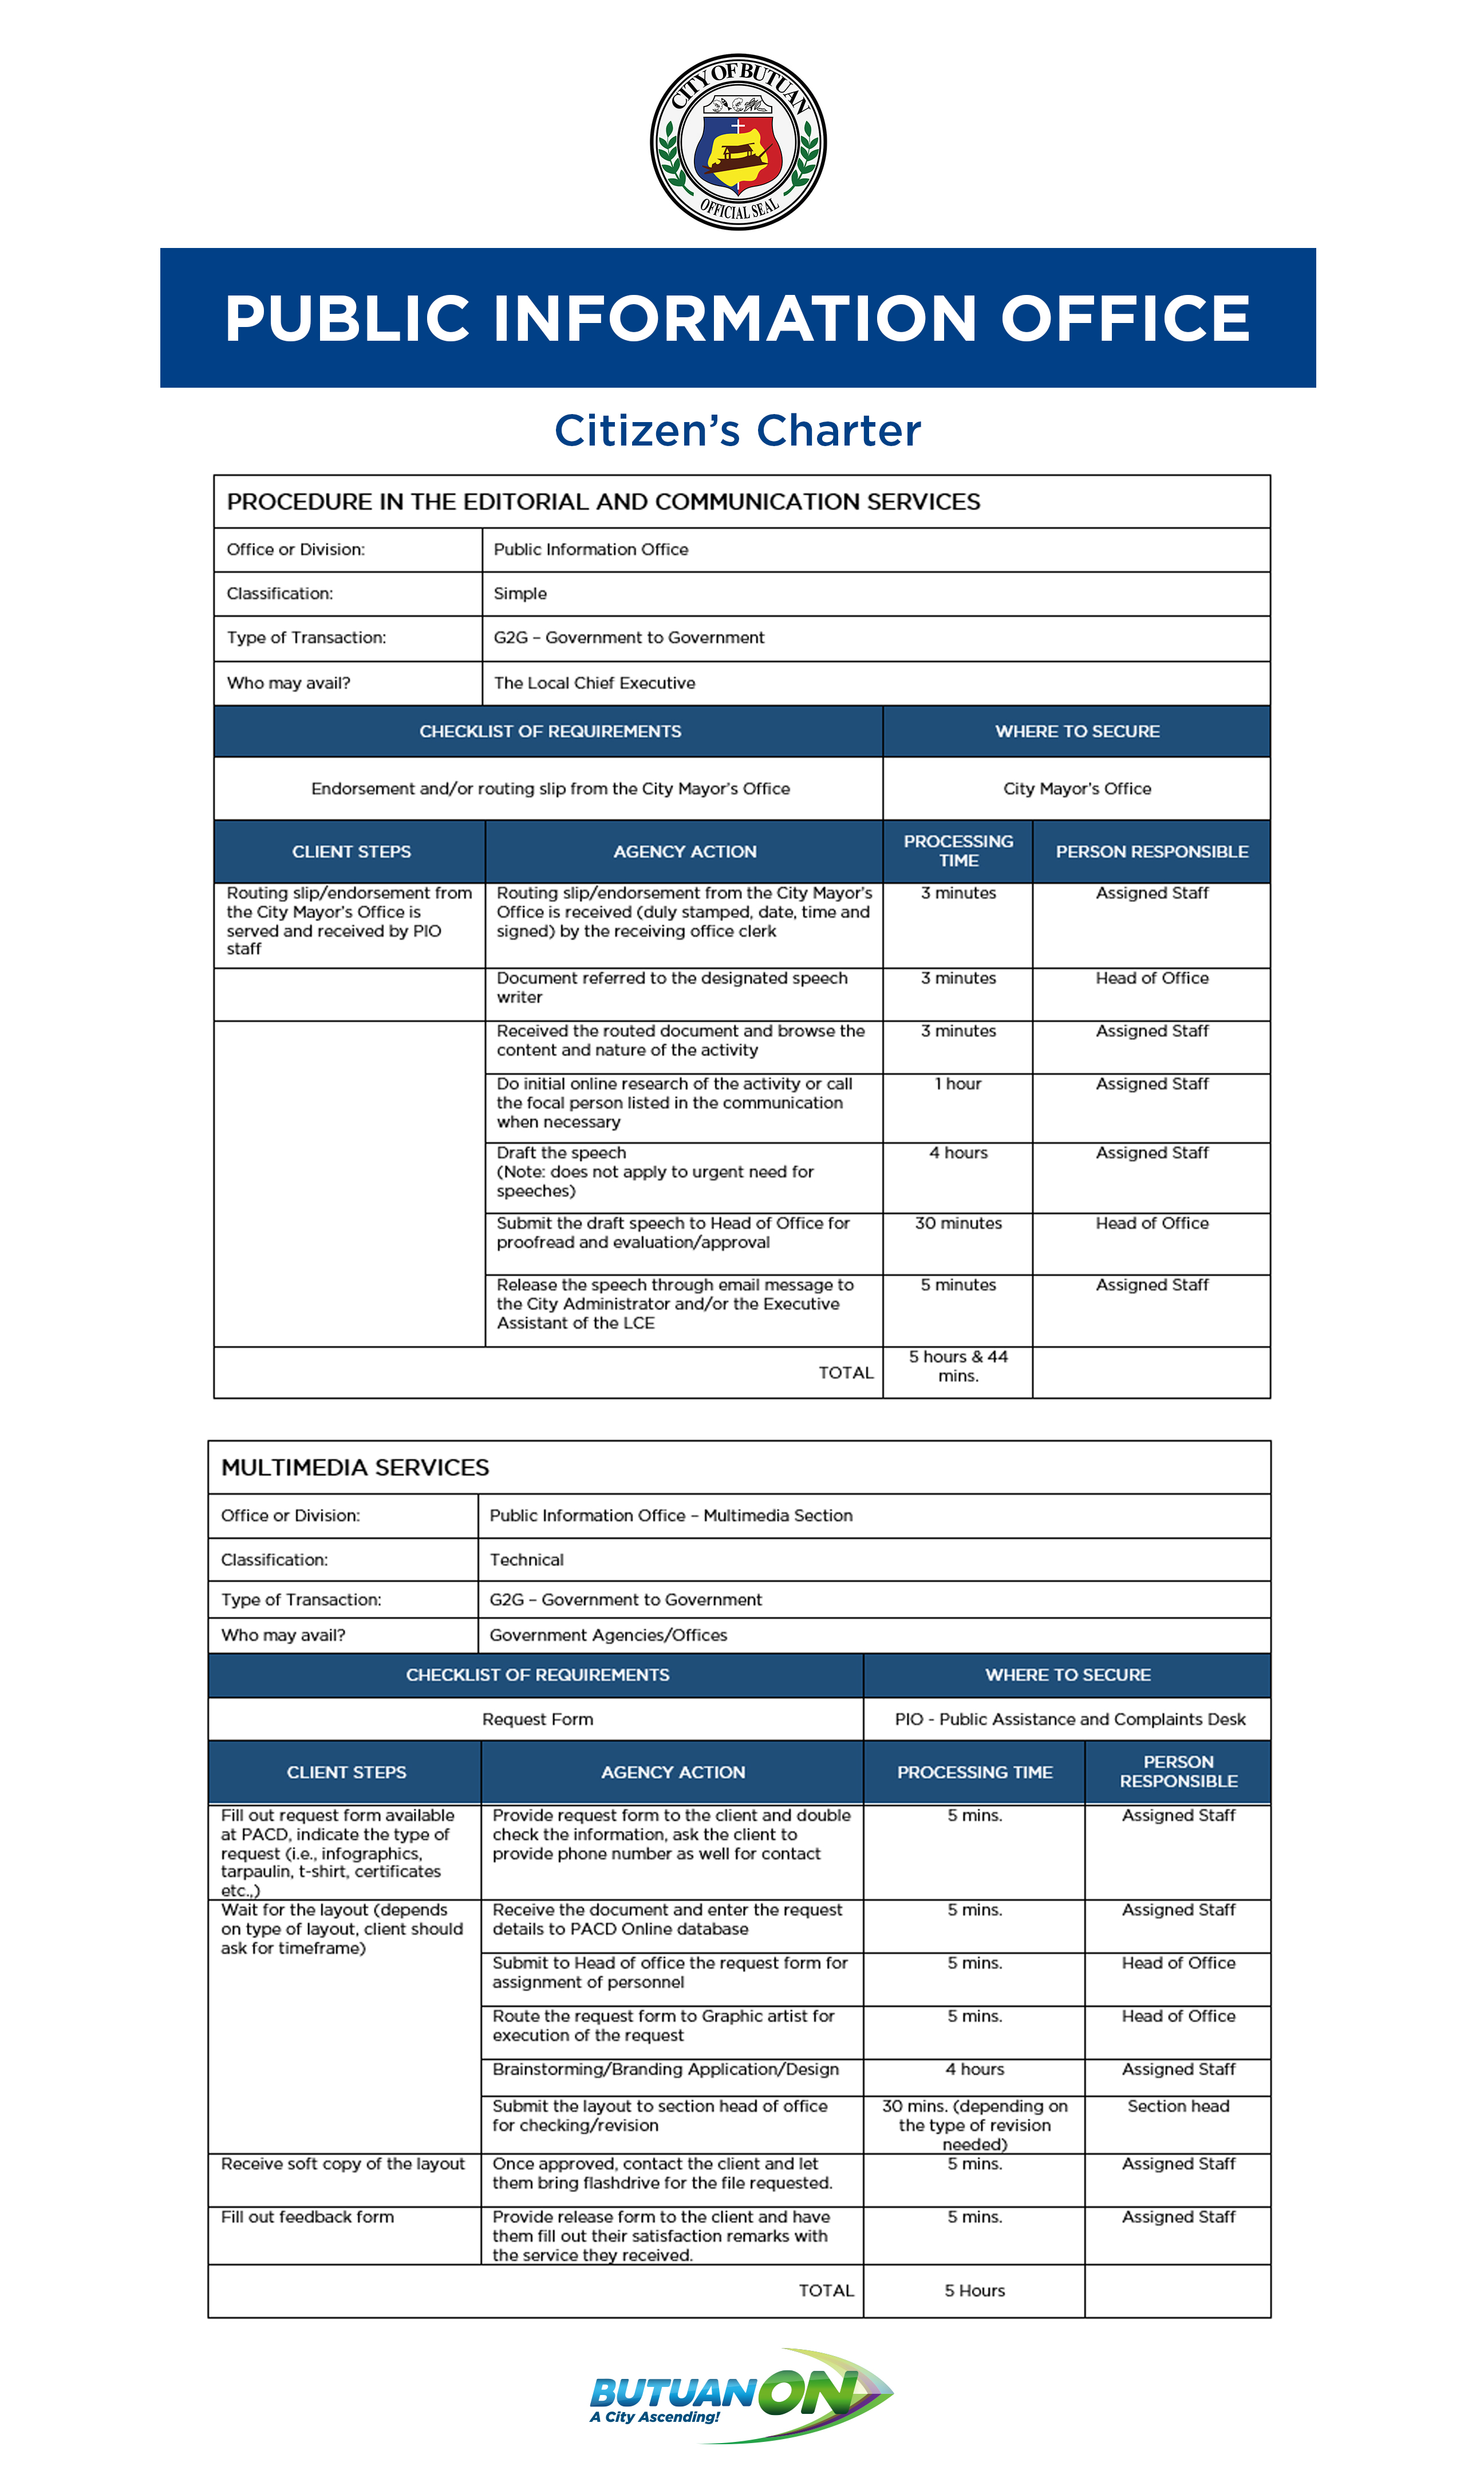 CITY OF BUTUAN
OFFICIAL SEAL
PUBLIC INFORMATION OFFICE
Citizen's Charter
PROCEDURE IN THE EDITORIAL AND COMMUNICATION SERVICES
Office or Division: Public Information Office
Classification: Simple
Type of Transaction: G2G – Government to Government
Who may avail? The Local Chief Executive
CHECKLIST OF REQUIREMENTS WHERE TO SECURE
Endorsement and/or routing slip from the City Mayor's Office City Mayor's Office
CLIENT STEPS AGENCY ACTION PROCESSING TIME PERSON RESPONSIBLE
Routing slip/endorsement from
the City Mayor's Office is
served and received by PIO
staff
Routing slip/endorsement from the City Mayor's
Office is received (duly stamped, date, time and
signed) by the receiving office clerk
3 minutes
Assigned Staff
Document referred to the designated speech
writer
3 minutes
Head of Office
Received the routed document and browse the
content and nature of the activity
3 minutes
Assigned Staff
Do initial online research of the activity or call
the focal person listed in the communication
when necessary
1 hour
Assigned Staff
Draft the speech
(Note: does not apply to urgent need for
speeches)
4 hours
Assigned Staff
Submit the draft speech to Head of Office for
proofread and evaluation/approval
30 minutes
Head of Office
Release the speech through email message to
the City Administrator and/or the Executive
Assistant of the LCE
5 minutes
Assigned Staff
TOTAL
5 hours & 44
mins.
MULTIMEDIA SERVICES
Office or Division: Public Information Office – Multimedia Section
Classification: Technical
Type of Transaction: G2G – Government to Government
Who may avail? Government Agencies/Offices
CHECKLIST OF REQUIREMENTS WHERE TO SECURE
Request Form PIO - Public Assistance and Complaints Desk
CLIENT STEPS AGENCY ACTION PROCESSING TIME PERSON RESPONSIBLE
Fill out request form available
at PACD, indicate the type of
request (i.e., infographics,
tarpaulin, t-shirt, certificates
etc.,)
Provide request form to the client and double
check the information, ask the client to
provide phone number as well for contact
5 mins.
Assigned Staff
Wait for the layout (depends
on type of layout, client should
ask for timeframe)
Receive the document and enter the request
details to PACD Online database
5 mins.
Assigned Staff
Submit to Head of office the request form for
assignment of personnel
5 mins.
Head of Office
Route the request form to Graphic artist for
execution of the request
5 mins.
Head of Office
Brainstorming/Branding Application/Design
4 hours
Assigned Staff
Submit the layout to section head of office
for checking/revision
30 mins. (depending on
the type of revision
needed)
Section head
Receive soft copy of the layout
Once approved, contact the client and let
them bring flashdrive for the file requested.
5 mins.
Assigned Staff
Fill out feedback form
Provide release form to the client and have
them fill out their satisfaction remarks with
the service they received.
5 mins.
Assigned Staff
TOTAL
5 Hours
BUTUANON
A City Ascending!